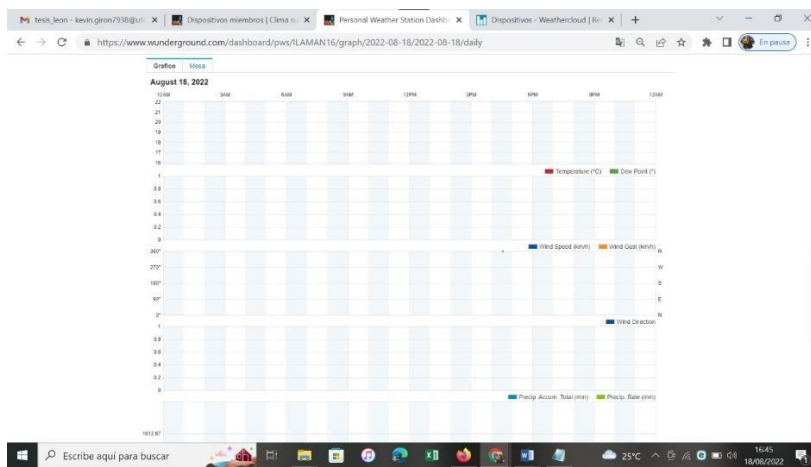 tesis_leon - kevin.giron7938@ut
Dispositivos miembros | Clima
Personal Weather Station Dashb
Dispositivos - Weathercloud | Re
https://www.wunderground.com/dashboard/pws/ILAMAN16/graph/2022-08-18/2022-08-18/daily
En pausa
Grafico Mesa
August 18, 2022
12AM 3AM 6AM 9AM 12PM 3PM 6PM 9PM 12AM
22
21
20
19
18
17
16
Temperature (°C) Dew Point (°)
1
0.8
0.6
0.4
0.2
0
Wind Speed (km/h) Wind Gust (km/h)
360° N
270° W
180° S
90° E
0° N
Wind Direction
1
0.8
0.6
0.4
0.2
0
Precip. Accum. Total (mm) Precip. Rate (mm)
1012.87
Escribe aquí para buscar
25°C
16:45
18/08/2022